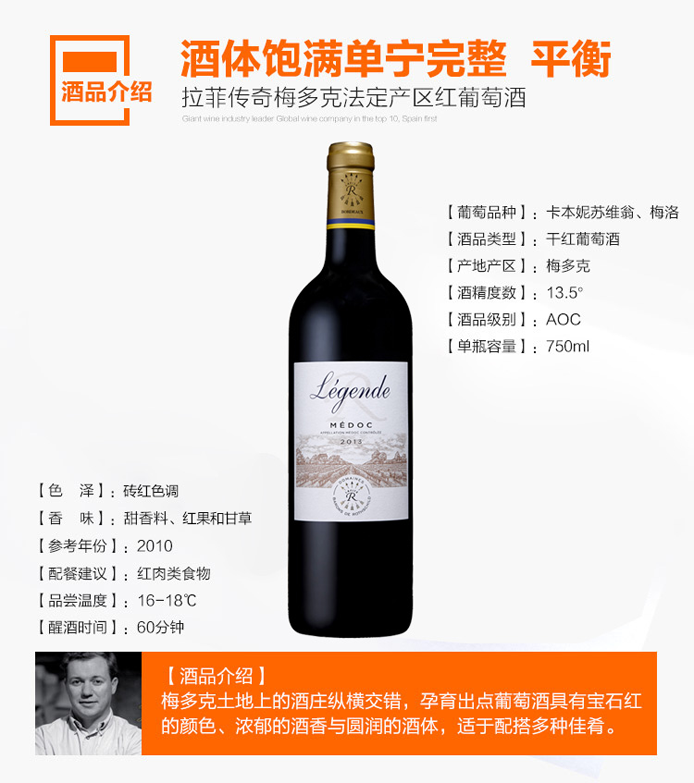 酒品介绍
酒体饱满单宁完整 平衡
拉菲传奇梅多克法定产区红葡萄酒
Giant wine industry leader Global wine company in the top 10, Spain first
R
BORDEAUX
【葡萄品种】：卡本妮苏维翁、梅洛
【酒品类型】：干红葡萄酒
【产地产区】：梅多克
【酒精度数】：13.5°
【酒品级别】：AOC
【单瓶容量】：750ml
Légende
MÉDOC
APPELLATION MÉDOC CONTRÔLÉE
2013
DOMAINES
R
BARONS DE ROTHSCHILD
【色 泽】：砖红色调
【香 味】：甜香料、红果和甘草
【参考年份】：2010
【配餐建议】：红肉类食物
【品尝温度】：16-18℃
【醒酒时间】：60分钟
【酒品介绍】
梅多克土地上的酒庄纵横交错，孕育出点葡萄酒具有宝石红
的颜色、浓郁的酒香与圆润的酒体，适于配搭多种佳肴。